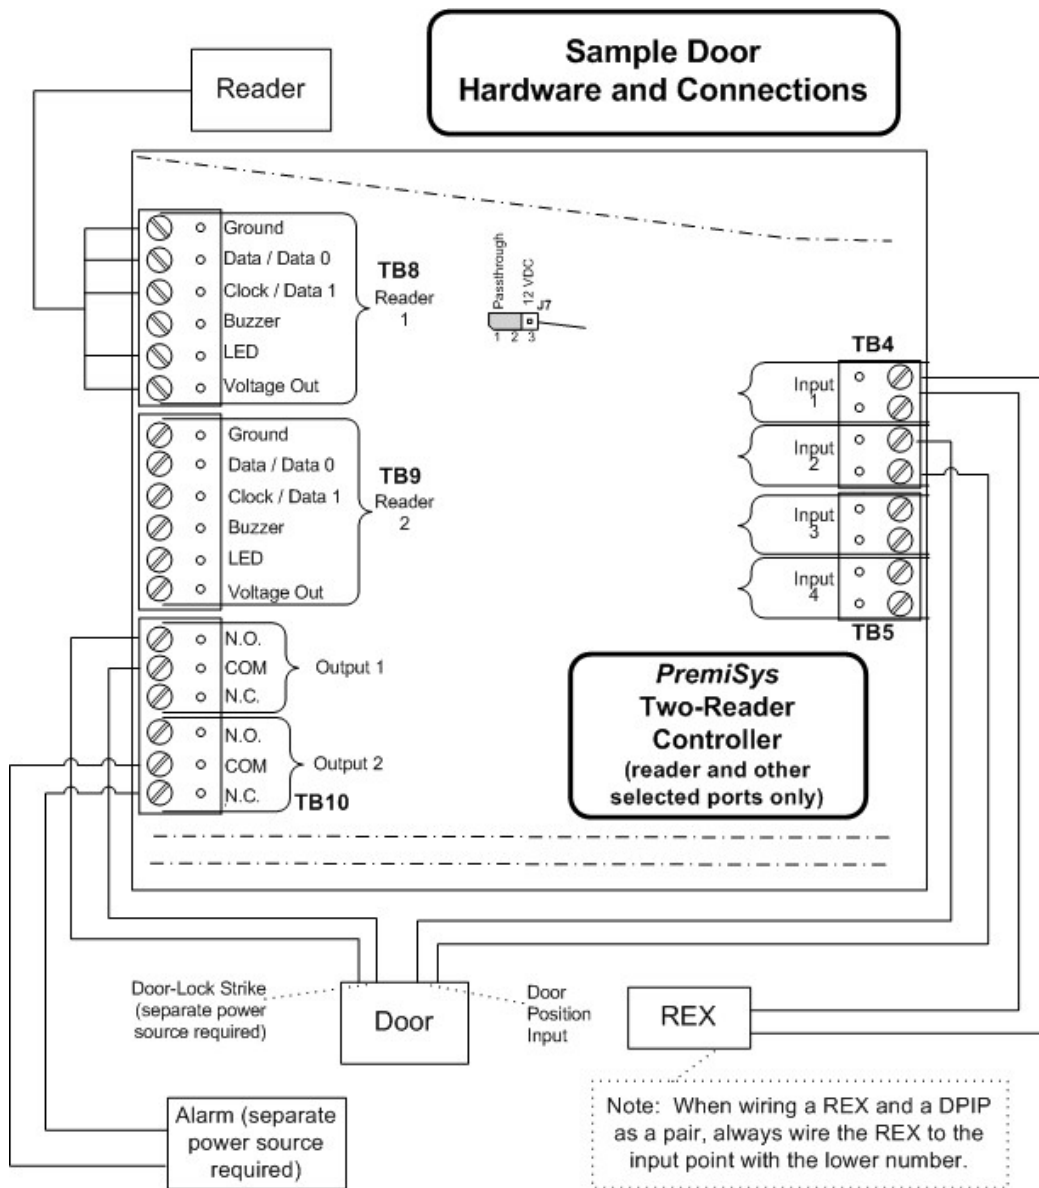 Sample Door
Hardware and Connections
Reader
Ground
Data / Data 0
Clock / Data 1
Buzzer
LED
Voltage Out
TB8
Reader
1
Passthrough
12 VDC
J7
1 2 3
Ground
Data / Data 0
Clock / Data 1
Buzzer
LED
Voltage Out
TB9
Reader
2
TB4
Input
1
Input
2
Input
3
Input
4
TB5
N.O.
COM
N.C.
Output 1
N.O.
COM
N.C.
Output 2
TB10
PremiSys
Two-Reader
Controller
(reader and other
selected ports only)
Door-Lock Strike
(separate power
source required)
Door
Door
Position
Input
REX
Alarm (separate
power source
required)
Note: When wiring a REX and a DPIP
as a pair, always wire the REX to the
input point with the lower number.